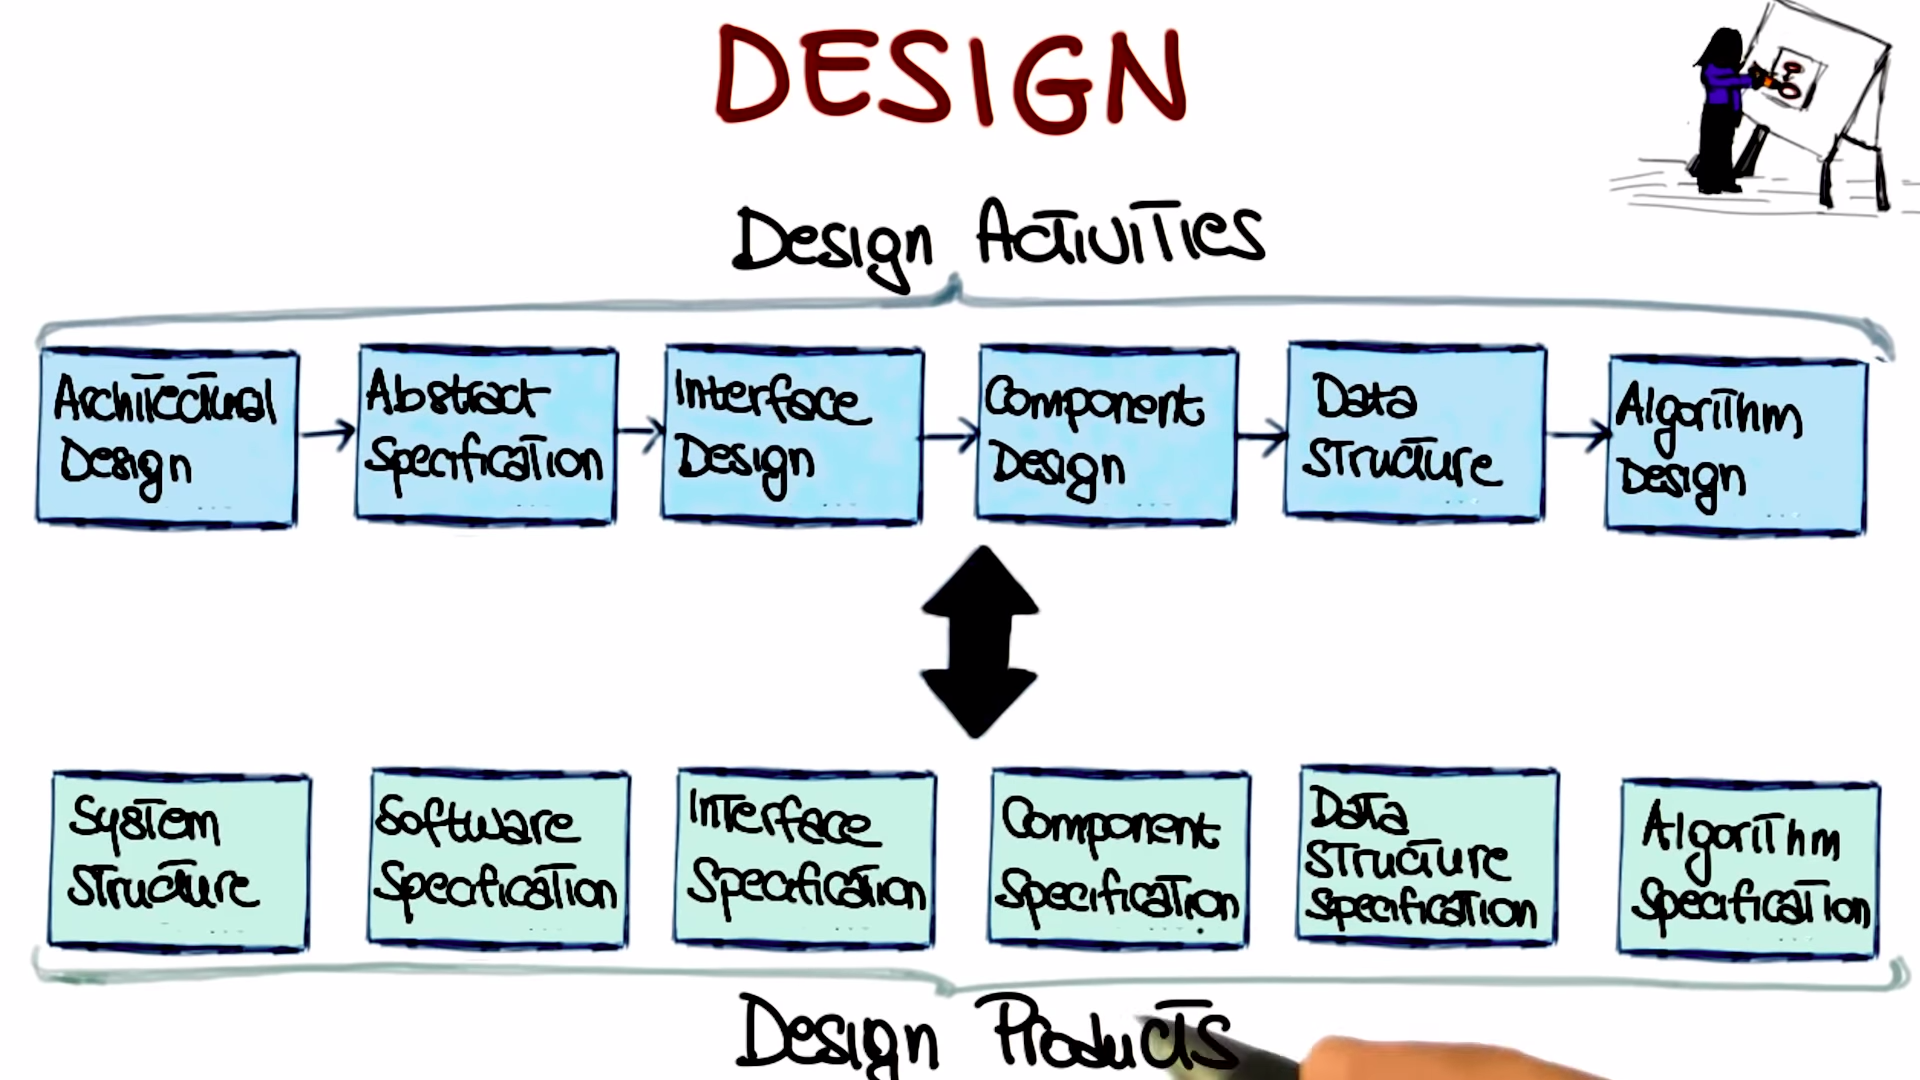 DESIGN
Design Activities
Architectural
Design
Abstract
Specification
Interface
Design
Component
Design
Data
Structure
Algorithm
Design
System
Structure
Software
Specification
Interface
Specification
Component
Specification
Data
Structure
Specification
Algorithm
Specification
Design Products